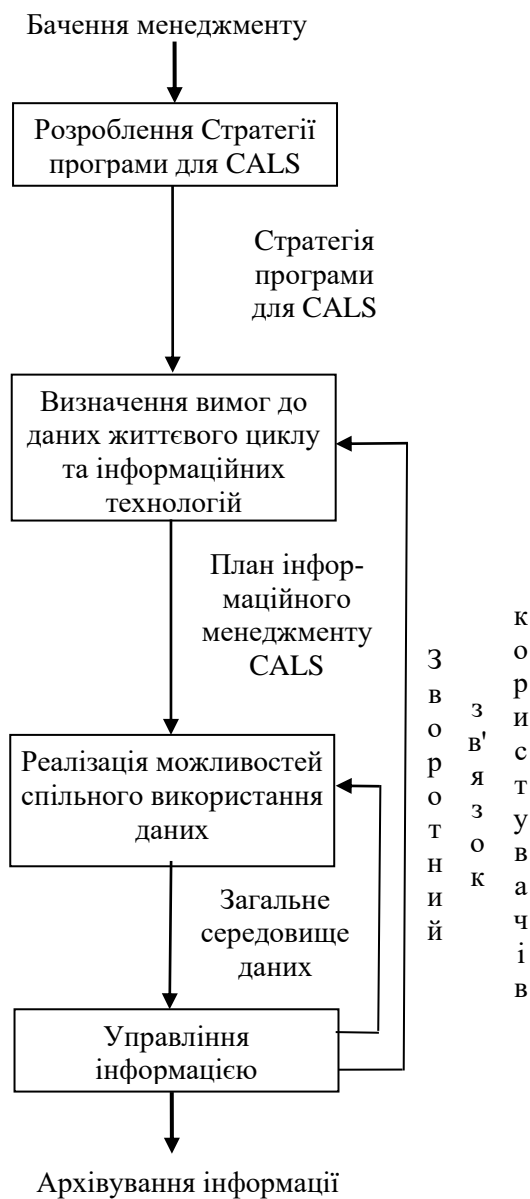 Бачення менеджменту
Розроблення Стратегії
програми для CALS
Стратегія
програми
для CALS
Визначення вимог до
даних життєвого циклу
та інформаційних
технологій
План інфор-
маційного
менеджменту
CALS
Реалізація можливостей
спільного використання
даних
Загальне
середовище
даних
Управління
інформацією
Архівування інформації
Зворотний
зв'язок
користувачів